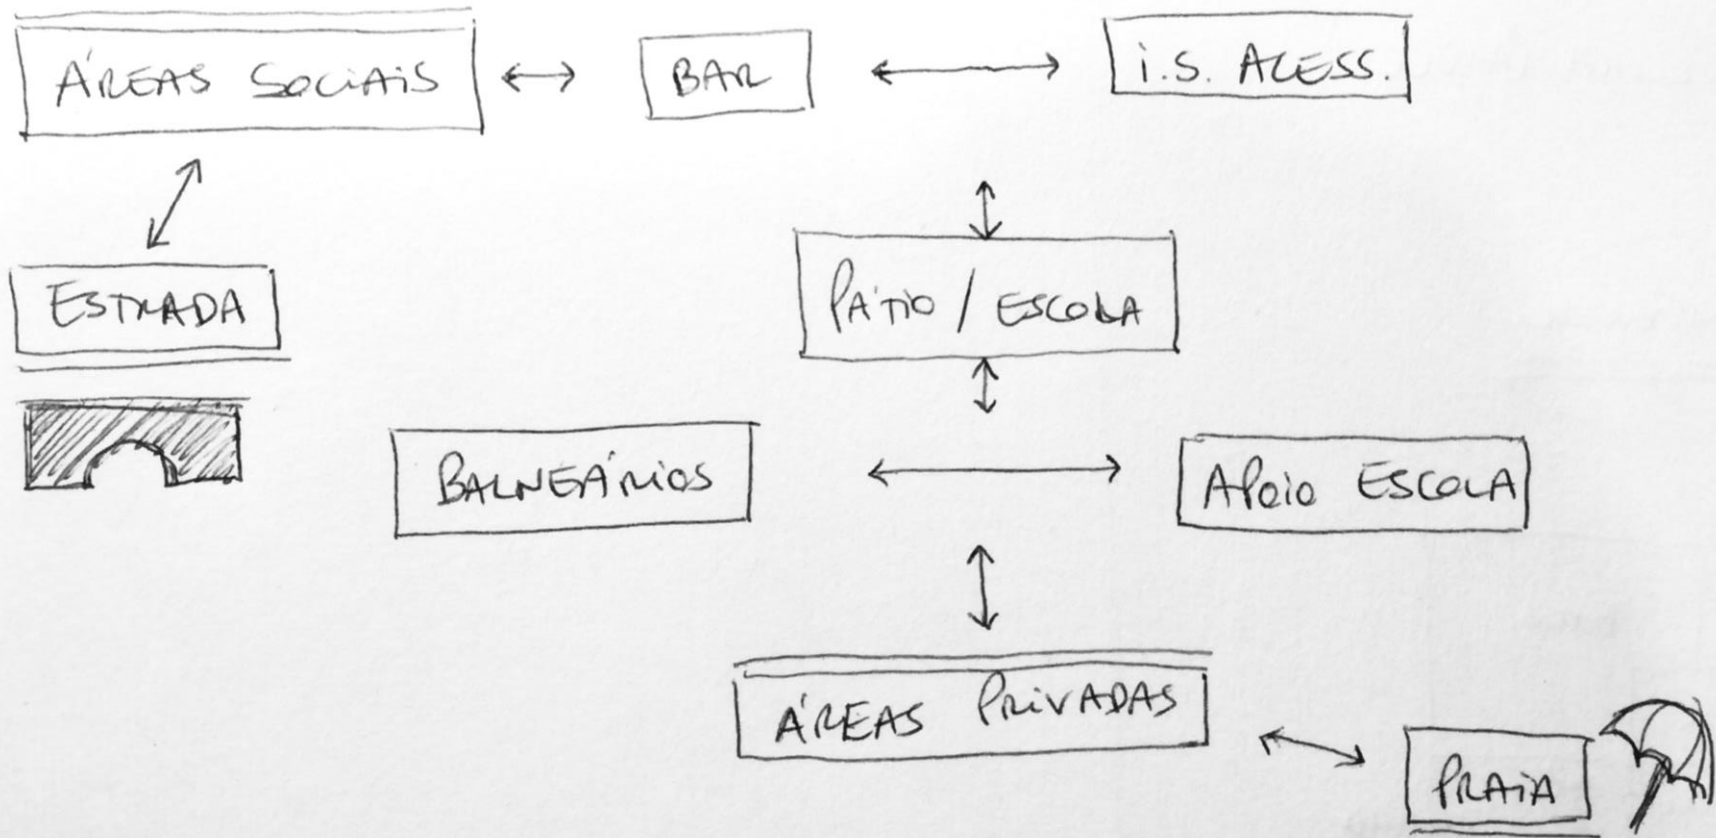 ÁREAS SOCIAIS
BAR
i.S. ACESS.
ESTRADA
PÁTIO / ESCOLA
BALNEÁRIOS
APOIO ESCOLA
ÁREAS PRIVADAS
PRAIA